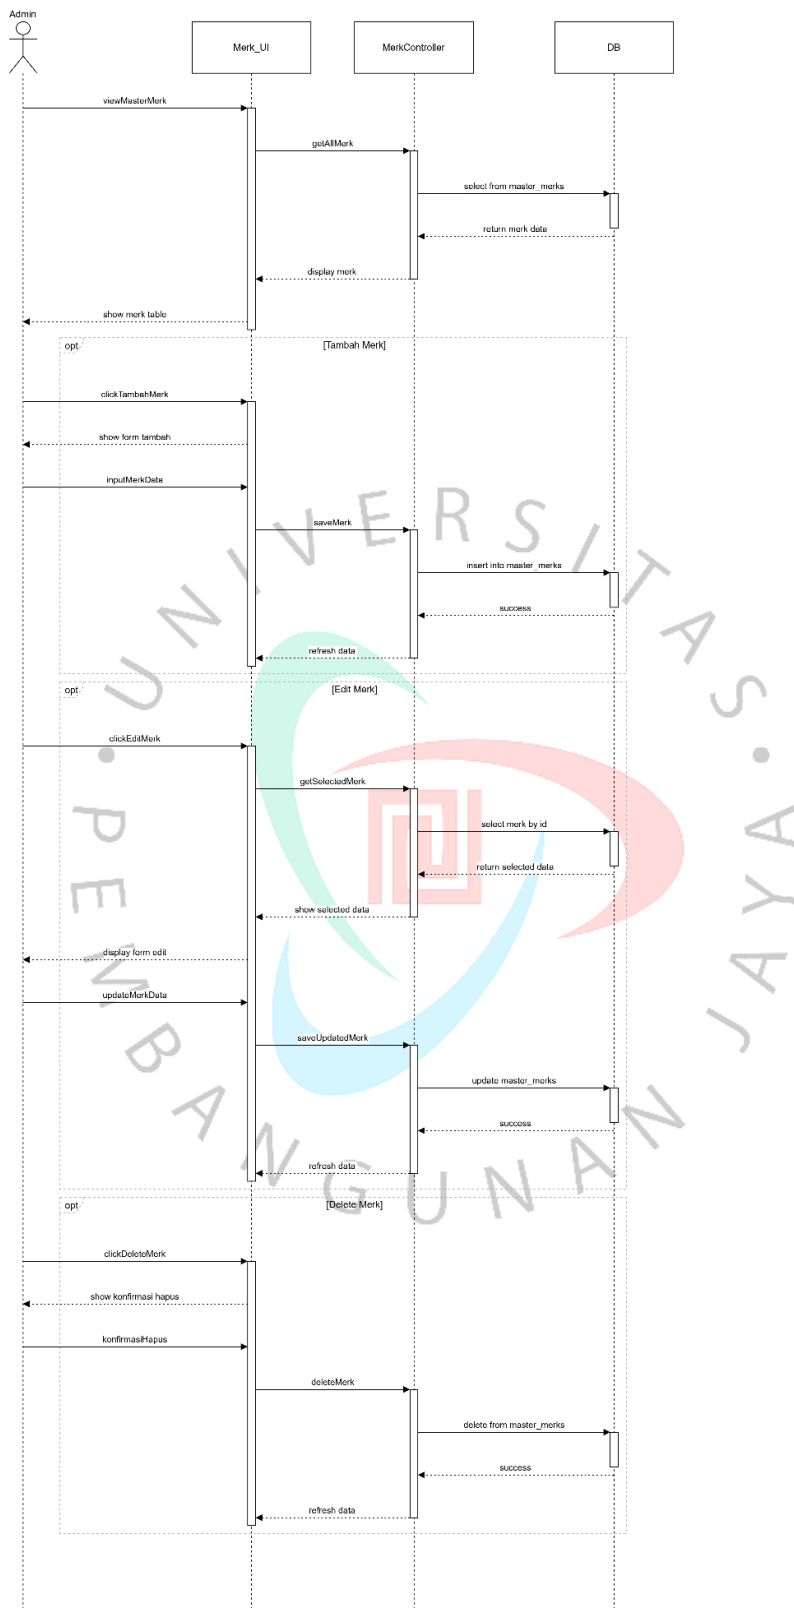 Admin
Merk_UI
MerkController
DB
viewMasterMerk
getAllMerk
select from master_merks
return merk data
display merk
show merk table
opt
[Tambah Merk]
clickTambahMerk
show form tambah
inputMerkData
saveMerk
insert into master_merks
success
refresh data
opt
[Edit Merk]
clickEditMerk
getSelectedMerk
select merk by id
return selected data
show selected data
display form edit
updateMerkData
saveUpdatedMerk
update master_merks
success
refresh data
opt
[Delete Merk]
clickDeleteMerk
show konfirmasi hapus
konfirmasiHapus
deleteMerk
delete from master_merks
success
refresh data
UNIVERSITAS
PEMBANGUNAN JAYA